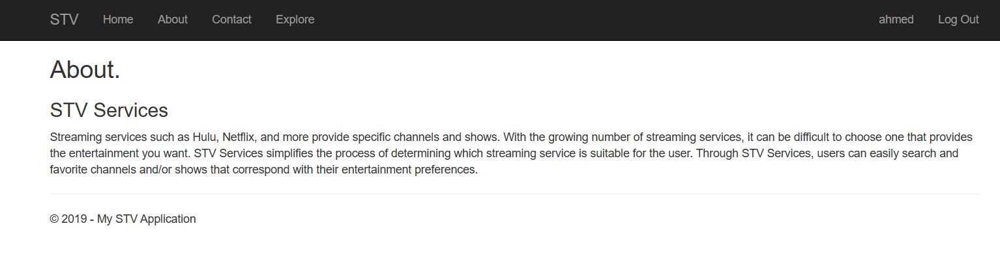 STV Home About Contact Explore ahmed Log Out
About.
STV Services
Streaming services such as Hulu, Netflix, and more provide specific channels and shows. With the growing number of streaming services, it can be difficult to choose one that provides
the entertainment you want. STV Services simplifies the process of determining which streaming service is suitable for the user. Through STV Services, users can easily search and
favorite channels and/or shows that correspond with their entertainment preferences.
© 2019 - My STV Application